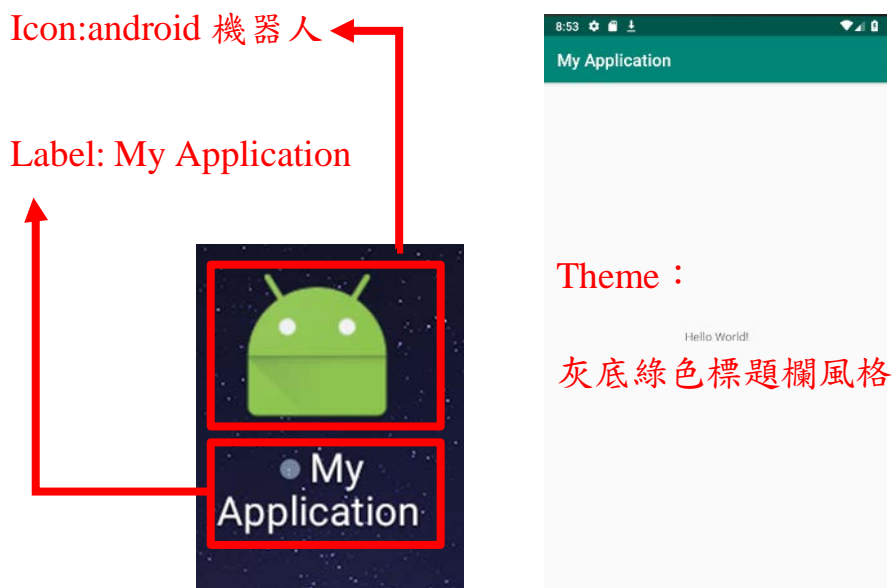 Icon:android 機器人
Label: My Application
My
Application
8:53
My Application
Theme：
Hello World!
灰底綠色標題欄風格